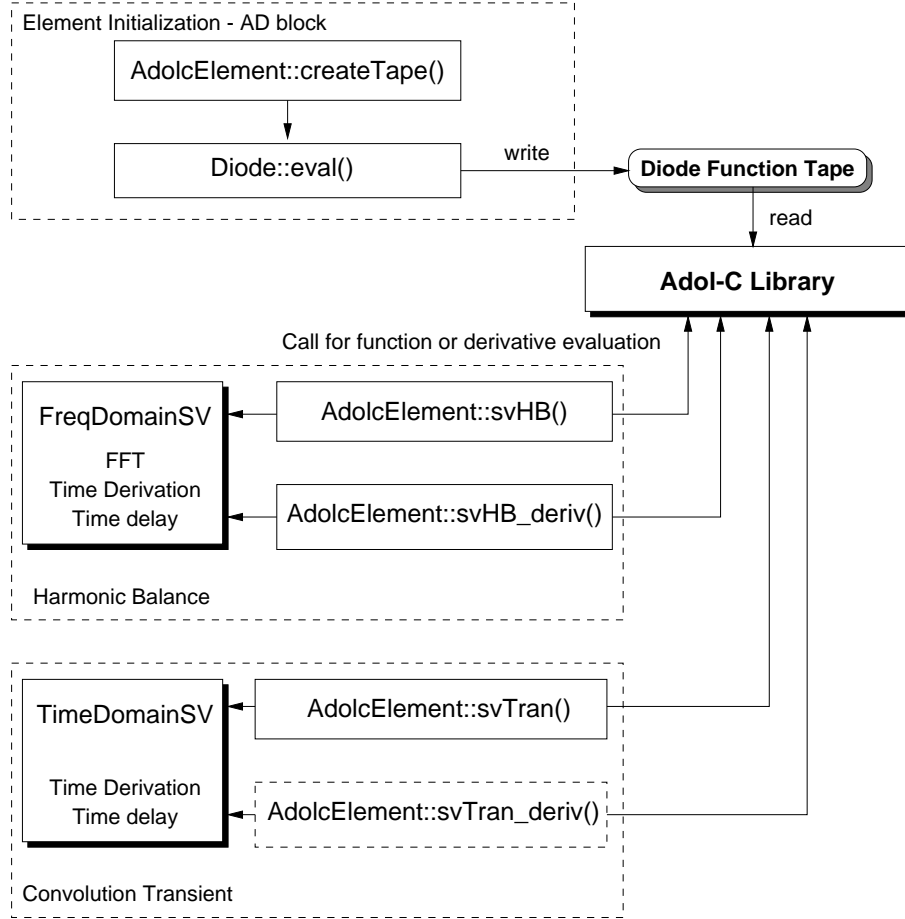 Element Initialization - AD block
AdolcElement::createTape()
Diode::eval()
write
Diode Function Tape
read
Adol-C Library
Call for function or derivative evaluation
FreqDomainSV
FFT
Time Derivation
Time delay
AdolcElement::svHB()
AdolcElement::svHB_deriv()
Harmonic Balance
TimeDomainSV
Time Derivation
Time delay
AdolcElement::svTran()
AdolcElement::svTran_deriv()
Convolution Transient